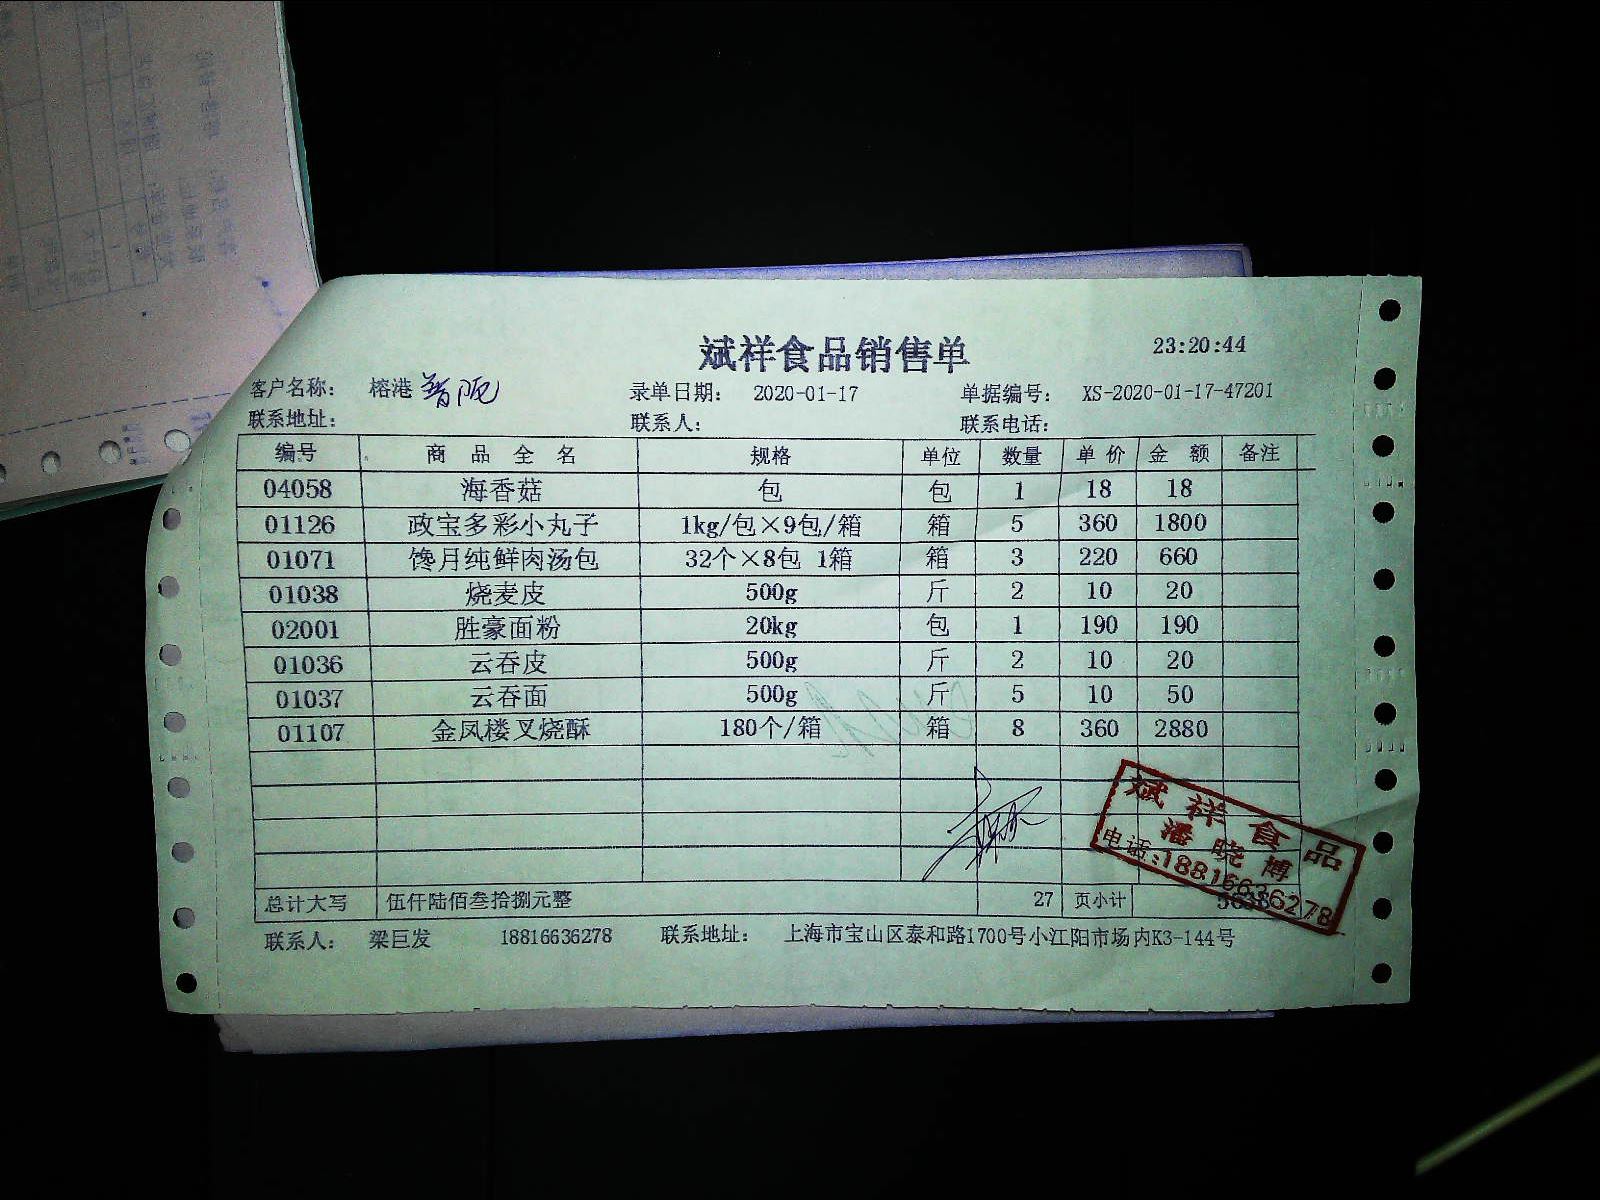 斌祥食品销售单 23:20:44
客户名称: 榕港 普陀 录单日期: 2020-01-17 单据编号: XS-2020-01-17-47201
联系地址: 联系人: 联系电话:
编号 商品全名 规格 单位 数量 单价 金额 备注
04058 海香菇 包 包 1 18 18
01126 政宝多彩小丸子 1kg/包×9包/箱 箱 5 360 1800
01071 馋月纯鲜肉汤包 32个×8包 1箱 箱 3 220 660
01038 烧麦皮 500g 斤 2 10 20
02001 胜豪面粉 20kg 包 1 190 190
01036 云吞皮 500g 斤 2 10 20
01037 云吞面 500g 斤 5 10 50
01107 金凤楼叉烧酥 180个/箱 箱 8 360 2880
斌祥食品
潘晓博
电话:18816636278
总计大写 伍仟陆佰叁拾捌元整 27 页小计 5638
联系人: 梁巨发 18816636278 联系地址: 上海市宝山区泰和路1700号小江阳市场内K3-144号